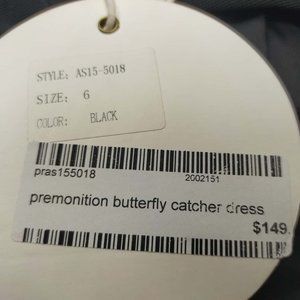 STYLE: AS15-5018
SIZE: 6
COLOR: BLACK
pras155018 2002151
premonition butterfly catcher dress
$149.